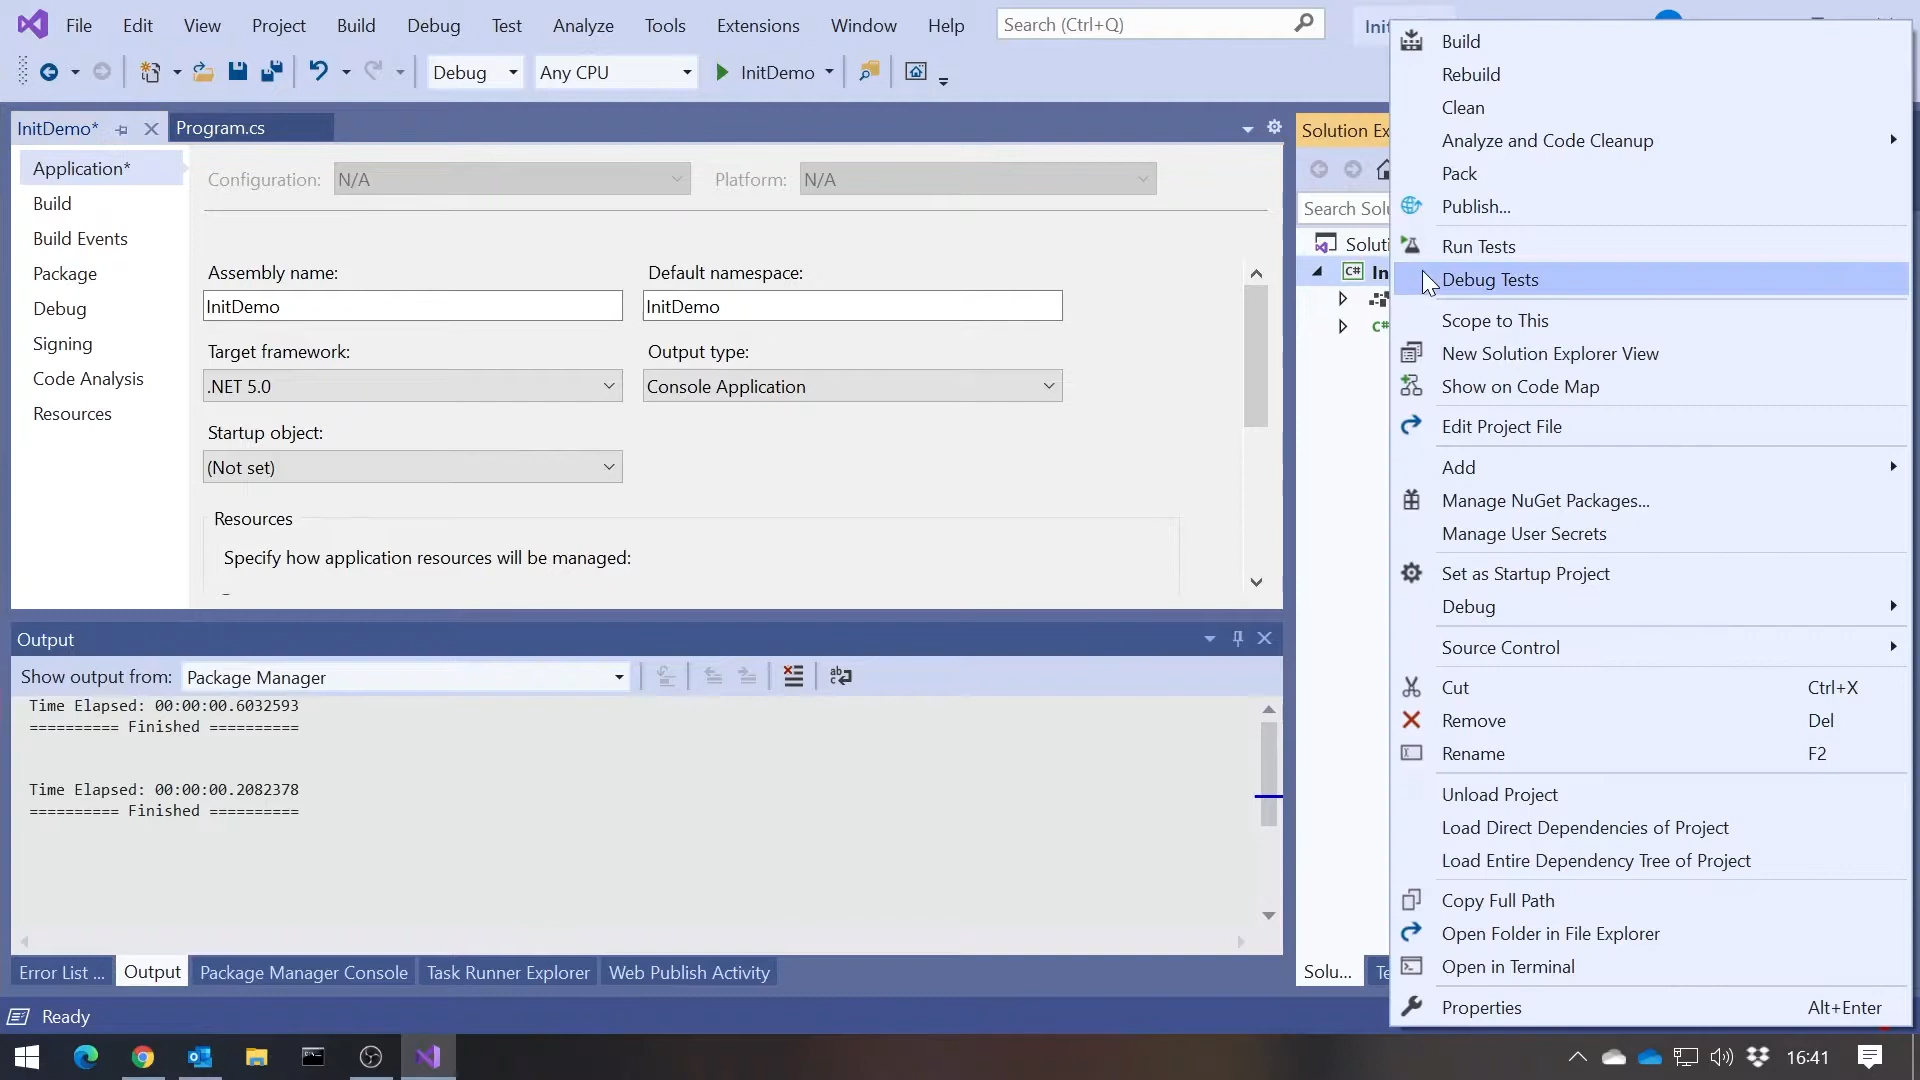 File Edit View Project Build Debug Test Analyze Tools Extensions Window Help Search (Ctrl+Q)
Debug Any CPU InitDemo
InitDemo* Program.cs
Application*
Build
Build Events
Package
Debug
Signing
Code Analysis
Resources
Configuration: N/A Platform: N/A
Assembly name: Default namespace:
InitDemo InitDemo
Target framework: Output type:
.NET 5.0 Console Application
Startup object:
(Not set)
Resources
Specify how application resources will be managed:
Output
Show output from: Package Manager
Time Elapsed: 00:00:00.6032593
========== Finished ==========
Time Elapsed: 00:00:00.2082378
========== Finished ==========
Error List ... Output Package Manager Console Task Runner Explorer Web Publish Activity
Ready
Solution Ex
Search Solu
Soluti
C# In
C#
Solu... Te
Build
Rebuild
Clean
Analyze and Code Cleanup
Pack
Publish...
Run Tests
Debug Tests
Scope to This
New Solution Explorer View
Show on Code Map
Edit Project File
Add
Manage NuGet Packages...
Manage User Secrets
Set as Startup Project
Debug
Source Control
Cut Ctrl+X
Remove Del
Rename F2
Unload Project
Load Direct Dependencies of Project
Load Entire Dependency Tree of Project
Copy Full Path
Open Folder in File Explorer
Open in Terminal
Properties Alt+Enter
16:41